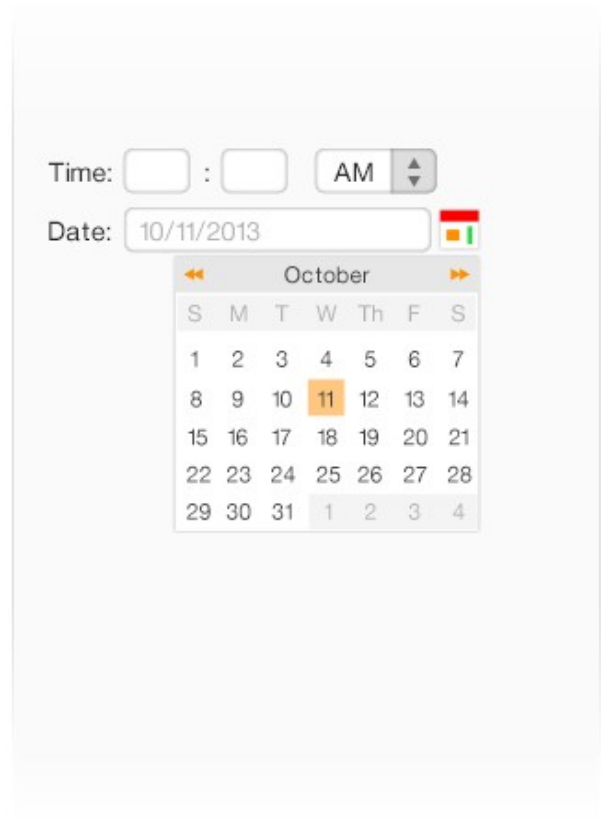 Time: : AM
Date: 10/11/2013
October
S M T W Th F S
1 2 3 4 5 6 7
8 9 10 11 12 13 14
15 16 17 18 19 20 21
22 23 24 25 26 27 28
29 30 31 1 2 3 4